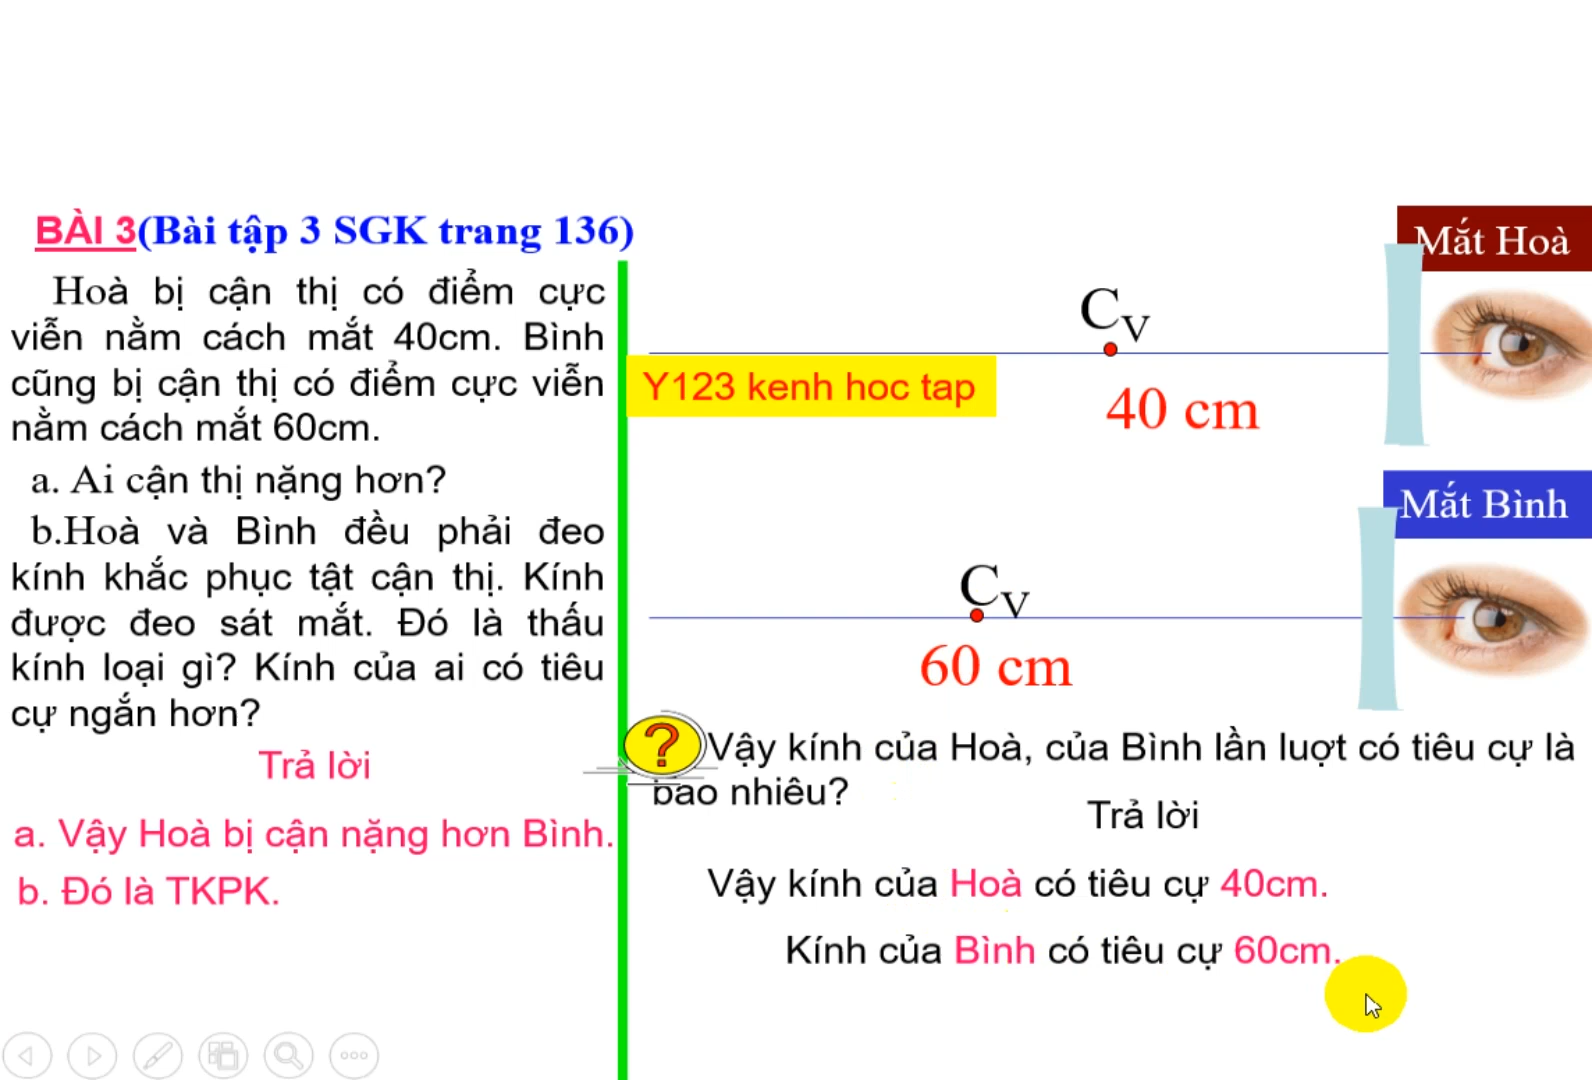 BÀI 3(Bài tập 3 SGK trang 136)
Hoà bị cận thị có điểm cực
viễn nằm cách mắt 40cm. Bình
cũng bị cận thị có điểm cực viễn
nằm cách mắt 60cm.
a. Ai cận thị nặng hơn?
b.Hoà và Bình đều phải đeo
kính khắc phục tật cận thị. Kính
được đeo sát mắt. Đó là thấu
kính loại gì? Kính của ai có tiêu
cự ngắn hơn?
Trả lời
a. Vậy Hoà bị cận nặng hơn Bình.
b. Đó là TKPK.
Mắt Hoà
CV
Y123 kenh hoc tap
40 cm
Mắt Bình
CV
60 cm
? Vậy kính của Hoà, của Bình lần luợt có tiêu cự là
bao nhiêu?
Trả lời
Vậy kính của Hoà có tiêu cự 40cm.
Kính của Bình có tiêu cự 60cm.